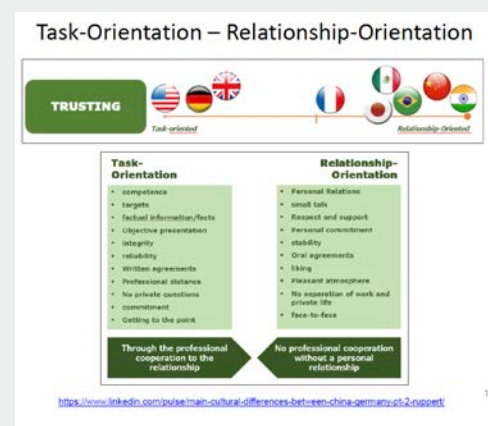 Task-Orientation – Relationship-Orientation
TRUSTING
Task-oriented
Relationship-Oriented
Task-
Orientation
• competence
• targets
• factual information/facts
• Objective presentation
• integrity
• reliability
• Written agreements
• Professional distance
• No private questions
• commitment
• Getting to the point
Through the professional
cooperation to the
relationship
Relationship-
Orientation
• Personal Relations
• small talk
• Respect and support
• Personal commitment
• stability
• Oral agreements
• liking
• Pleasant atmosphere
• No separation of work and
private life
• face-to-face
No professional cooperation
without a personal
relationship
https://www.linkedin.com/pulse/main-cultural-differences-between-china-germany-pt-2-ruppert/
1